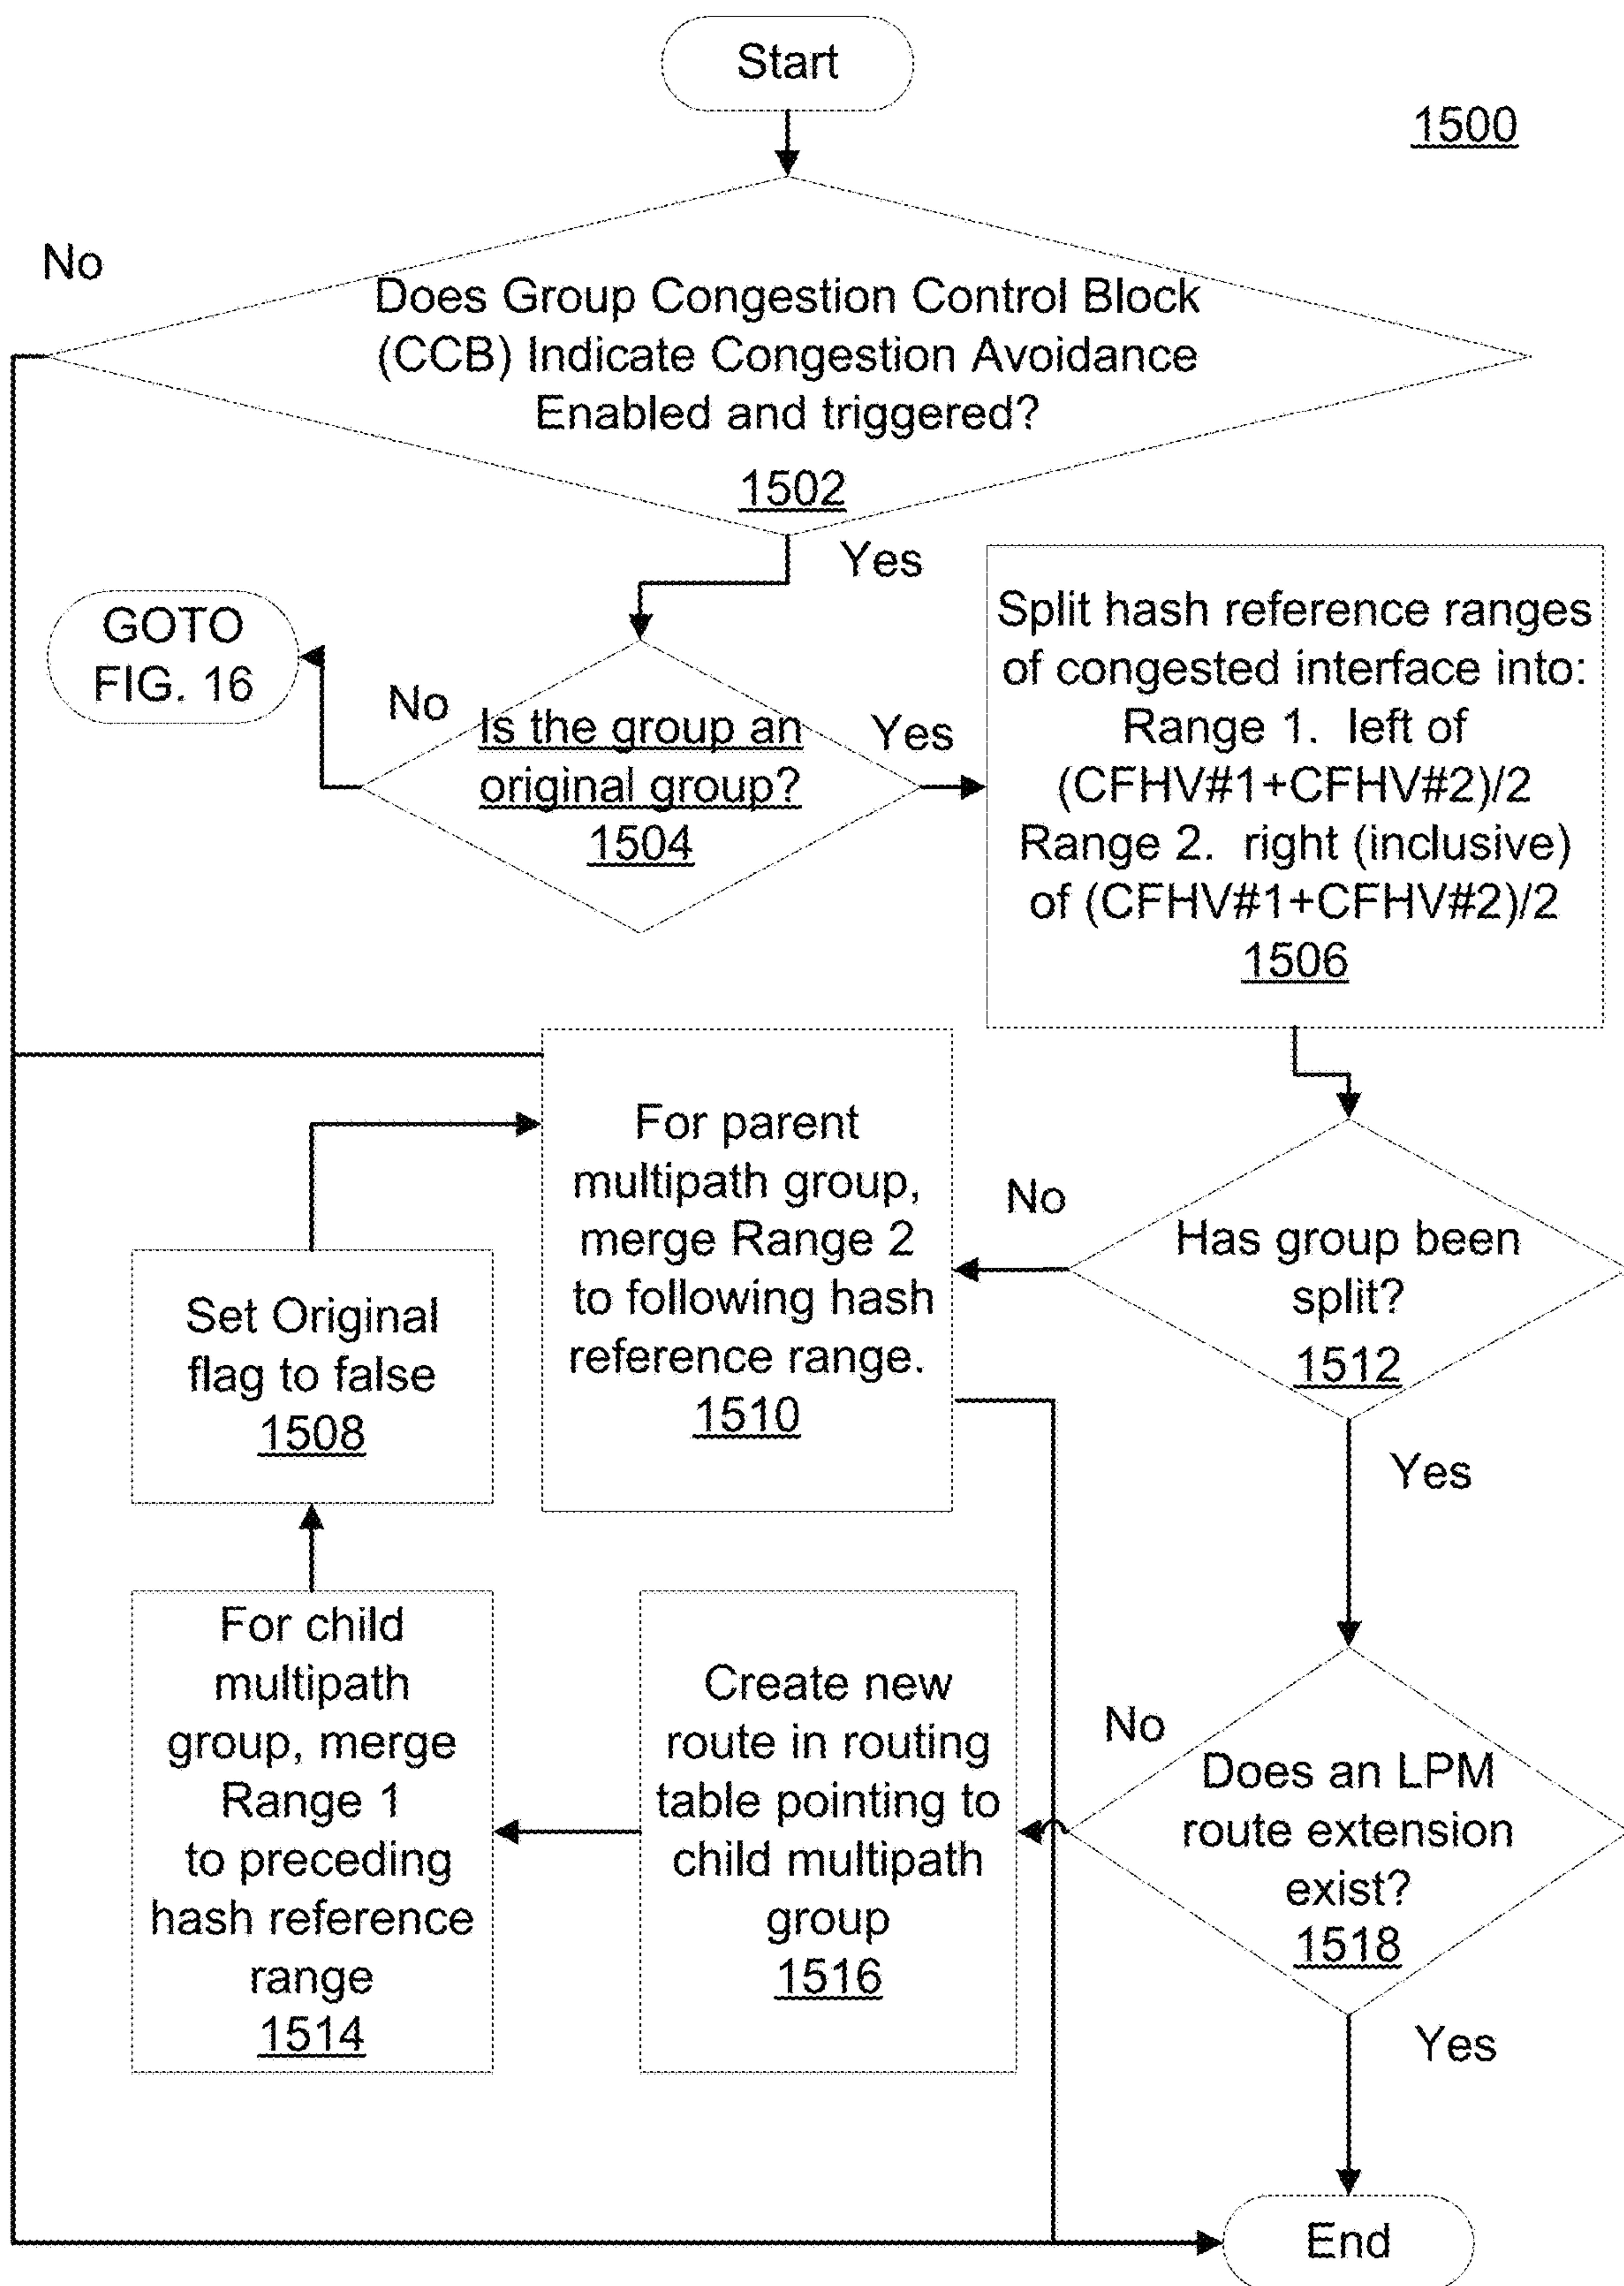 Start
1500
No
Does Group Congestion Control Block
(CCB) Indicate Congestion Avoidance
Enabled and triggered?
1502
Yes
GOTO
FIG. 16
No
Is the group an
original group?
1504
Yes
Split hash reference ranges
of congested interface into:
Range 1. left of
(CFHV#1+CFHV#2)/2
Range 2. right (inclusive)
of (CFHV#1+CFHV#2)/2
1506
For parent
multipath group,
merge Range 2
to following hash
reference range.
1510
No
Has group been
split?
1512
Set Original
flag to false
1508
Yes
For child
multipath
group, merge
Range 1
to preceding
hash reference
range
1514
Create new
route in routing
table pointing to
child multipath
group
1516
No
Does an LPM
route extension
exist?
1518
Yes
End